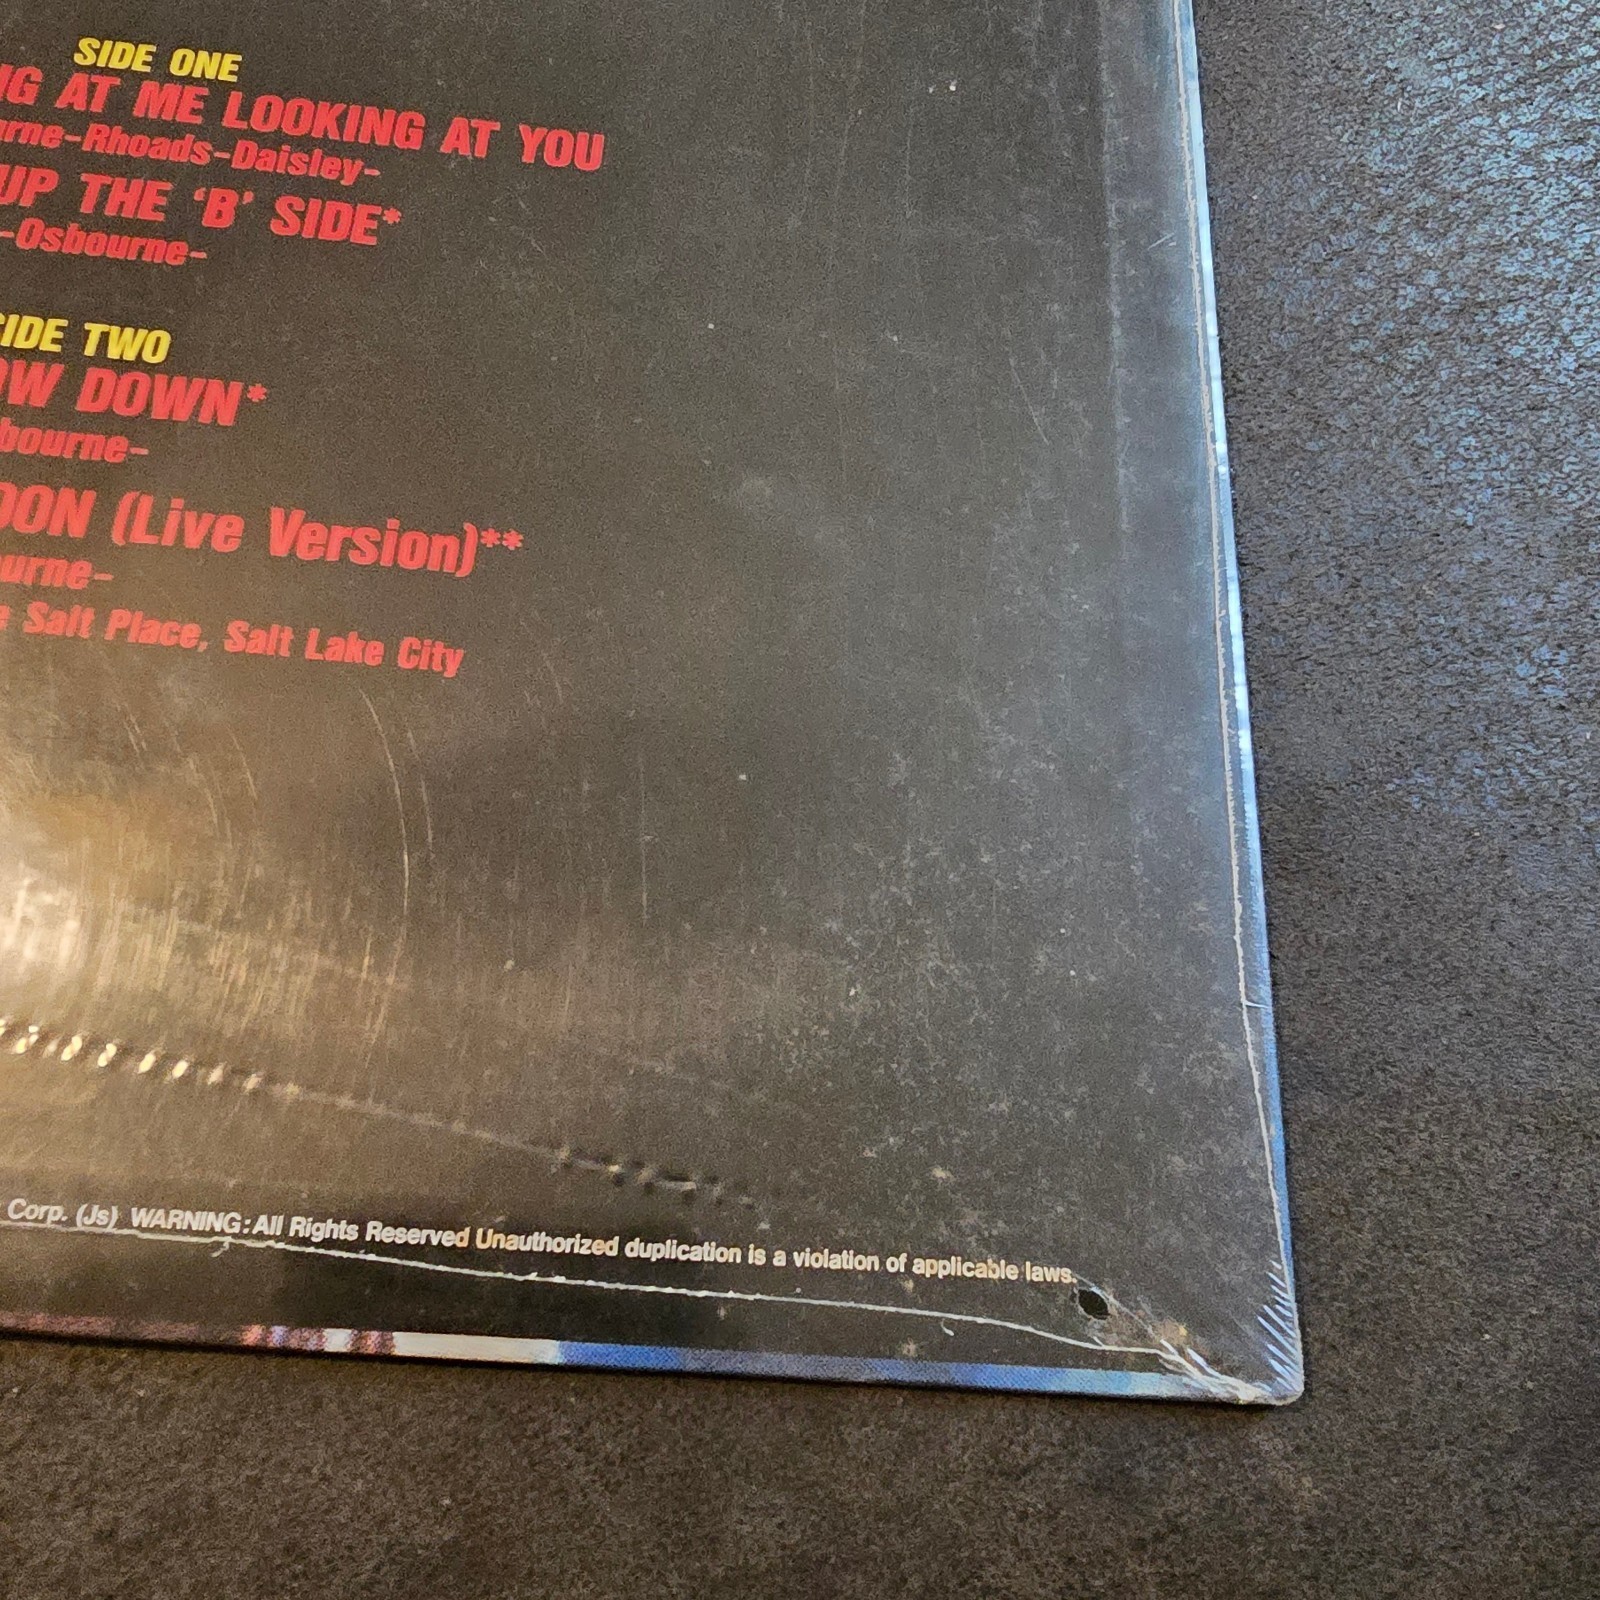 SIDE ONE
AT ME LOOKING AT YOU
-Rhoads-Daisley-
UP THE 'B' SIDE*
-Osbourne-
SIDE TWO
DOWN*
(Live Version)**
Salt Place, Salt Lake City
Corp. (Js) WARNING: All Rights Reserved Unauthorized duplication is a violation of applicable laws.